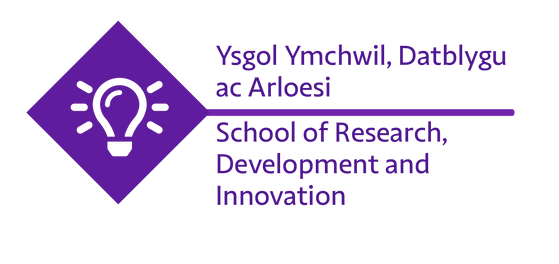 Ysgol Ymchwil, Datblygu
ac Arloesi
School of Research,
Development and
Innovation